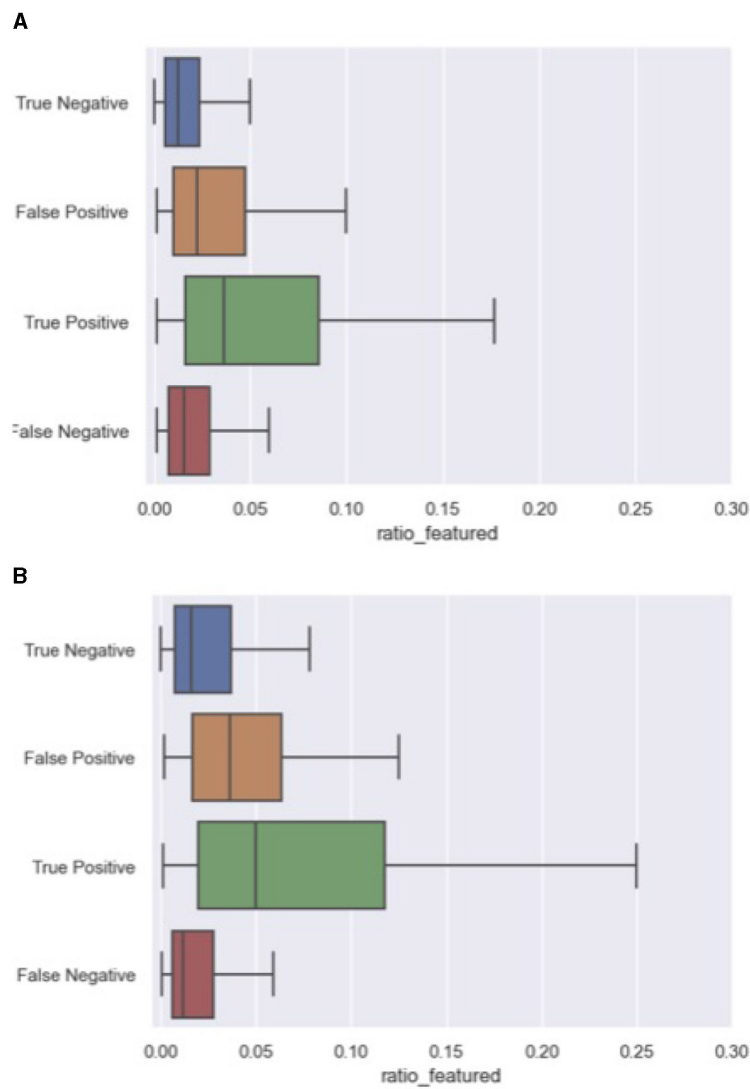 A
True Negative
False Positive
True Positive
False Negative
0.00 0.05 0.10 0.15 0.20 0.25 0.30
ratio_featured
B
True Negative
False Positive
True Positive
False Negative
0.00 0.05 0.10 0.15 0.20 0.25 0.30
ratio_featured